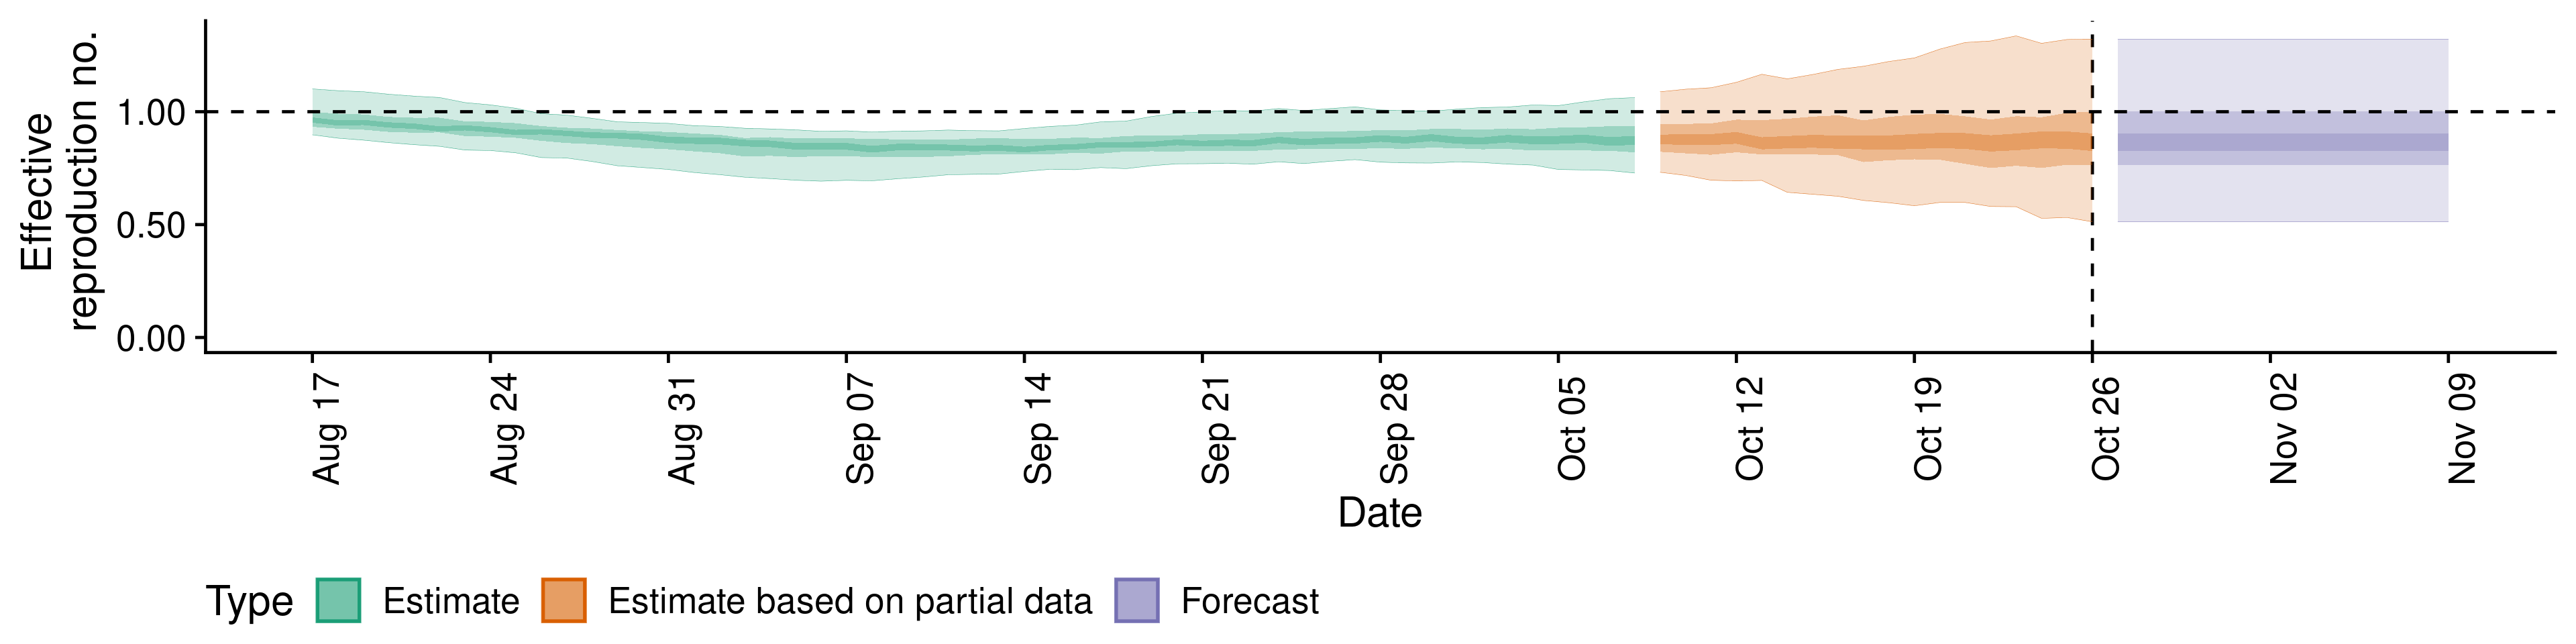 Effective
reproduction no.
1.00
0.50
0.00
Aug 17
Aug 24
Aug 31
Sep 07
Sep 14
Sep 21
Sep 28
Oct 05
Oct 12
Oct 19
Oct 26
Nov 02
Nov 09
Date
Type Estimate Estimate based on partial data Forecast